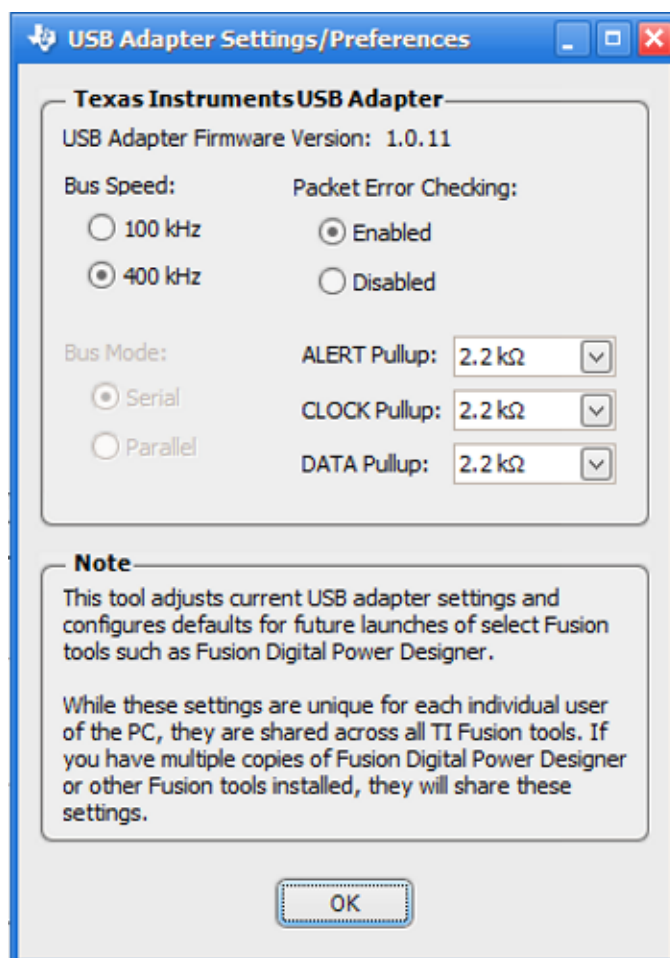 USB Adapter Settings/Preferences
Texas Instruments USB Adapter
USB Adapter Firmware Version: 1.0.11
Bus Speed:
100 kHz
400 kHz
Packet Error Checking:
Enabled
Disabled
Bus Mode:
Serial
Parallel
ALERT Pullup: 2.2 kΩ
CLOCK Pullup: 2.2 kΩ
DATA Pullup: 2.2 kΩ
Note
This tool adjusts current USB adapter settings and
configures defaults for future launches of select Fusion
tools such as Fusion Digital Power Designer.
While these settings are unique for each individual user
of the PC, they are shared across all TI Fusion tools. If
you have multiple copies of Fusion Digital Power Designer
or other Fusion tools installed, they will share these
settings.
OK